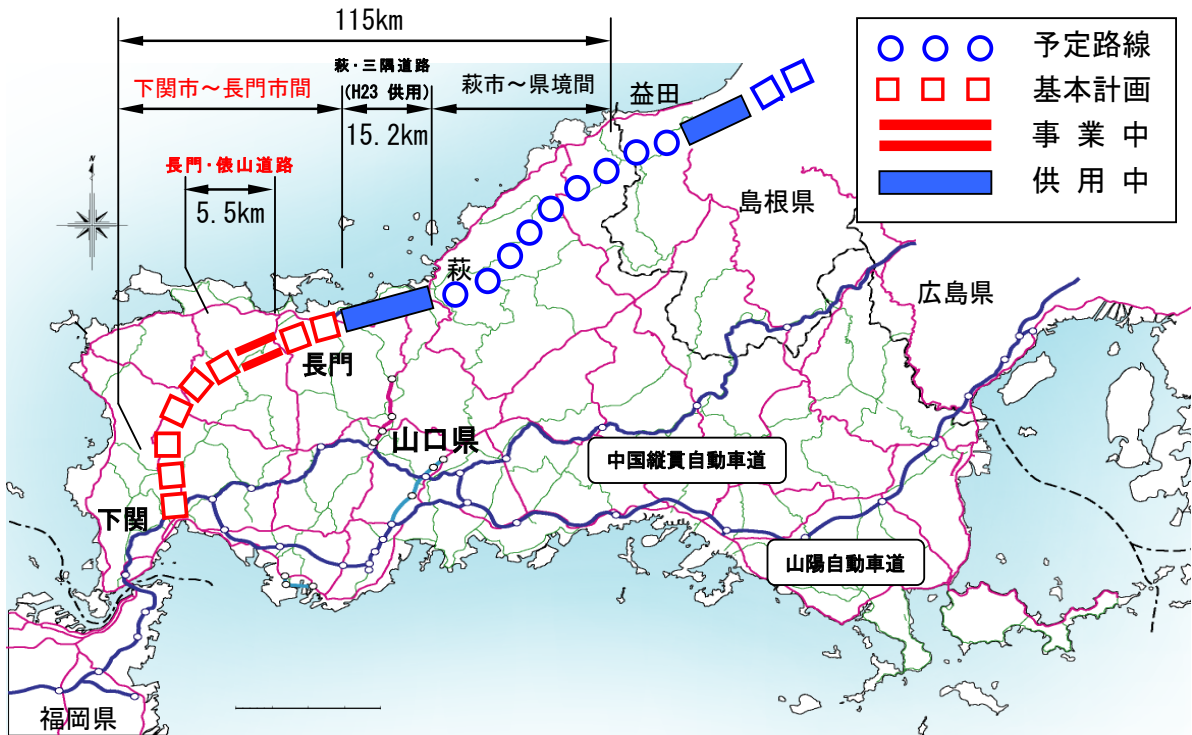 115km
下関市～長門市間
萩・三隅道路
(H23 供用)
15.2km
萩市～県境間
長門・俵山道路
5.5km
予定路線
基本計画
事業中
供用中
益田
島根県
広島県
萩
長門
山口県
中国縦貫自動車道
下関
山陽自動車道
福岡県
N